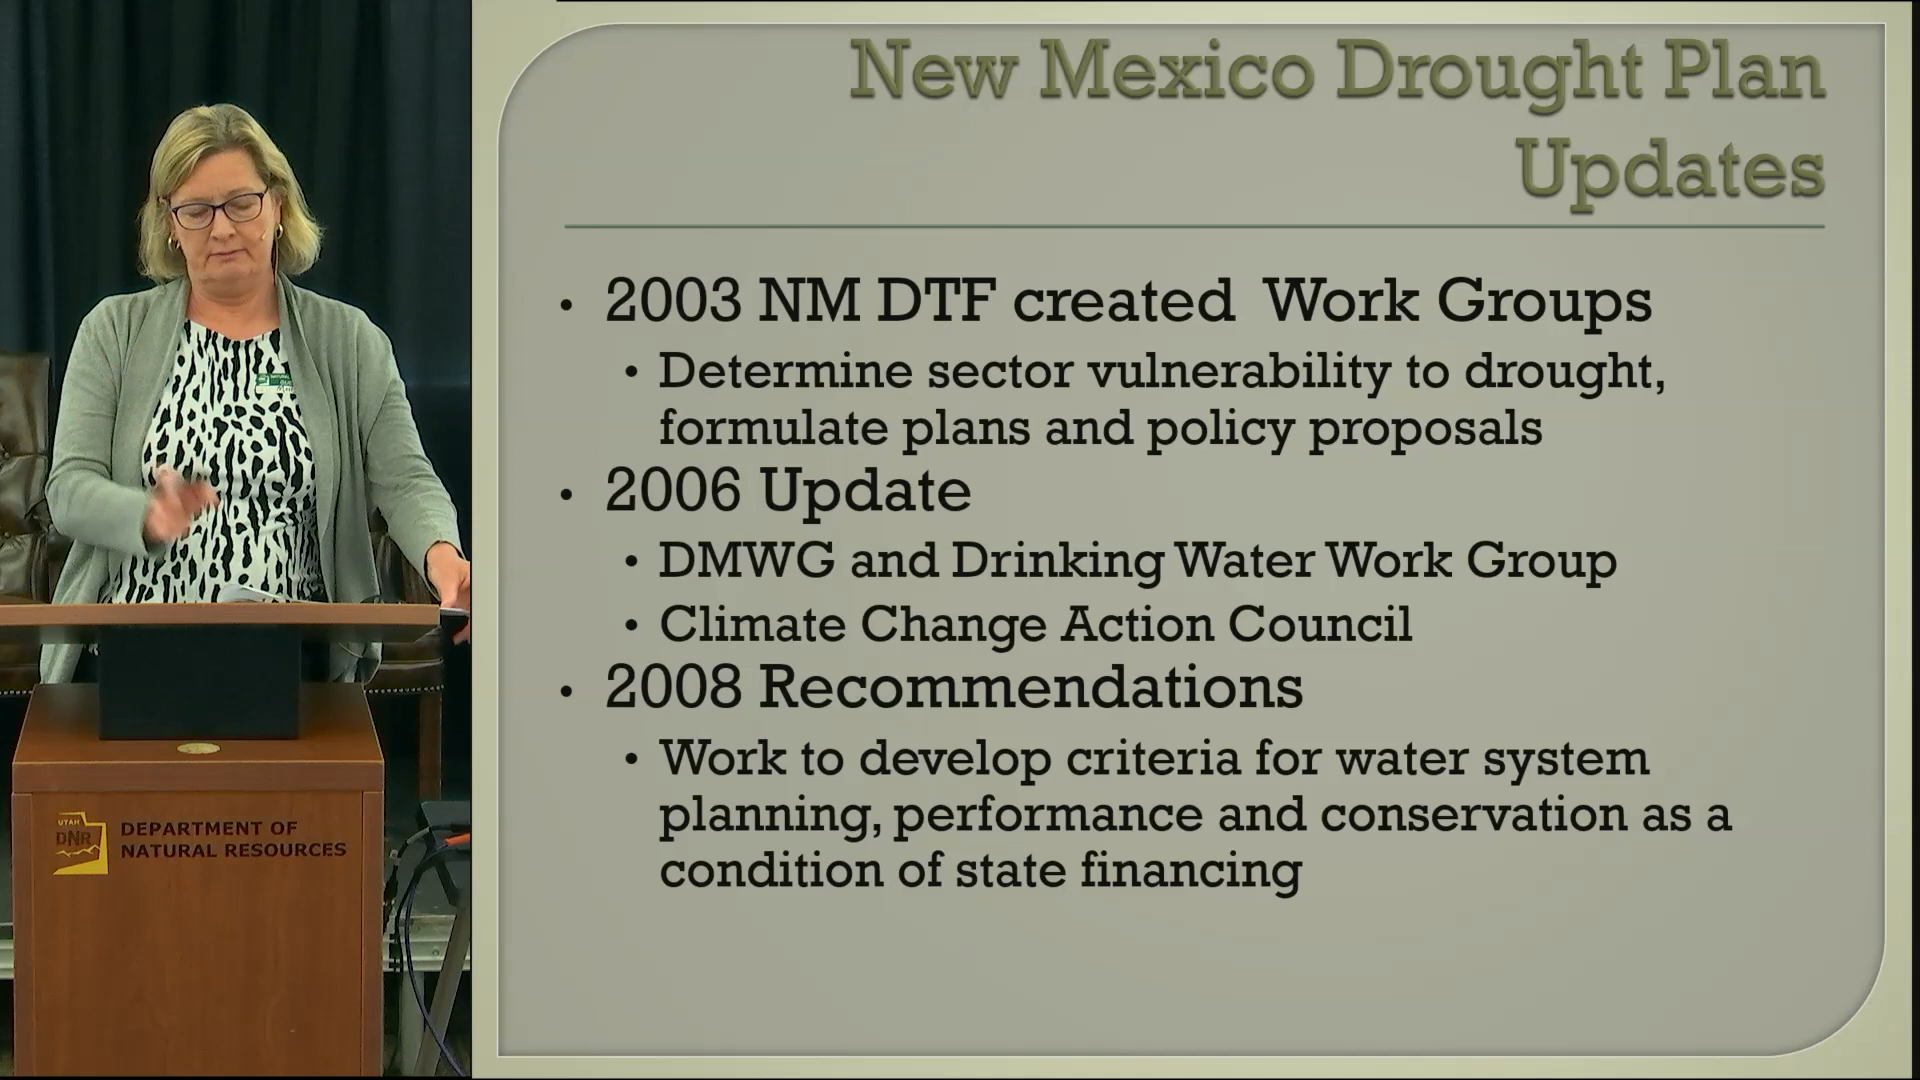 New Mexico Drought Plan
Updates
• 2003 NM DTF created Work Groups
• Determine sector vulnerability to drought,
formulate plans and policy proposals
• 2006 Update
• DMWG and Drinking Water Work Group
• Climate Change Action Council
• 2008 Recommendations
• Work to develop criteria for water system
planning, performance and conservation as a
condition of state financing
UTAH
DNR
DEPARTMENT OF
NATURAL RESOURCES